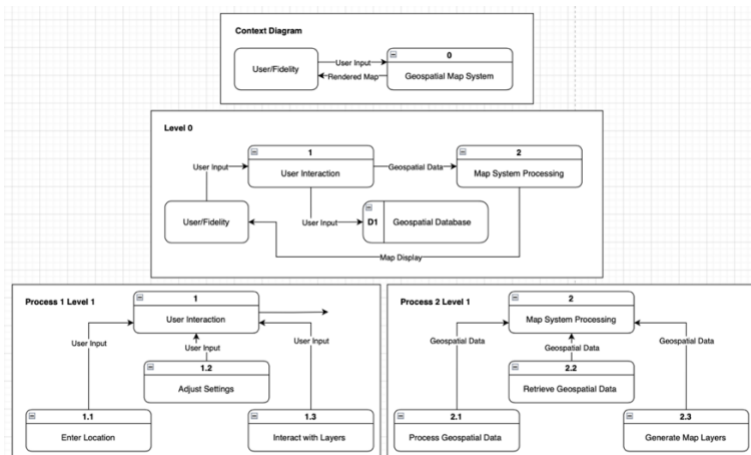 Context Diagram
User/Fidelity
User Input
Rendered Map
0
Geospatial Map System
Level 0
1
User Interaction
User Input
Geospatial Data
2
Map System Processing
User/Fidelity
User Input
D1
Geospatial Database
Map Display
Process 1 Level 1
1
User Interaction
User Input
User Input
User Input
1.2
Adjust Settings
1.1
Enter Location
1.3
Interact with Layers
Process 2 Level 1
2
Map System Processing
Geospatial Data
Geospatial Data
Geospatial Data
2.2
Retrieve Geospatial Data
2.1
Process Geospatial Data
2.3
Generate Map Layers